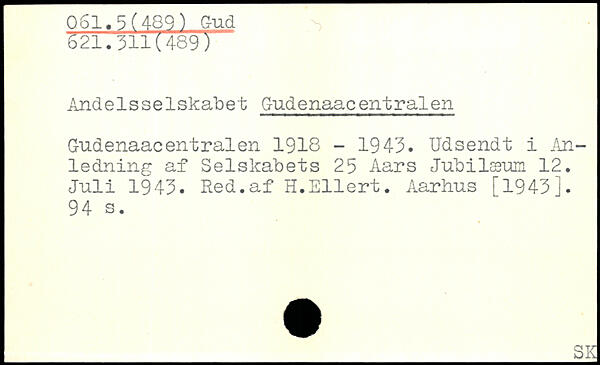 061.5(489) Gud
621.311(489)
Andelsselskabet Gudenaacentralen
Gudenaacentralen 1918 - 1943. Udsendt i An-
ledning af Selskabets 25 Aars Jubilæum 12.
Juli 1943. Red.af H.Ellert. Aarhus [1943].
94 s.
SK